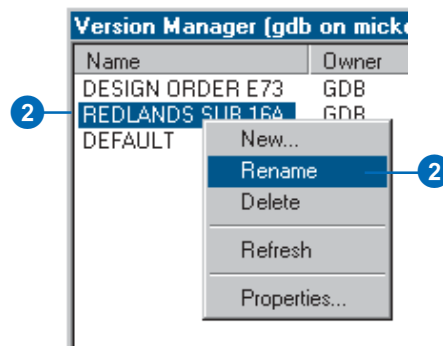 Version Manager (gdb on micke
Name Owner
DESIGN ORDER E73 GDB
2 REDLANDS SUB 16A GDB
DEFAULT
New...
Rename 2
Delete
Refresh
Properties...